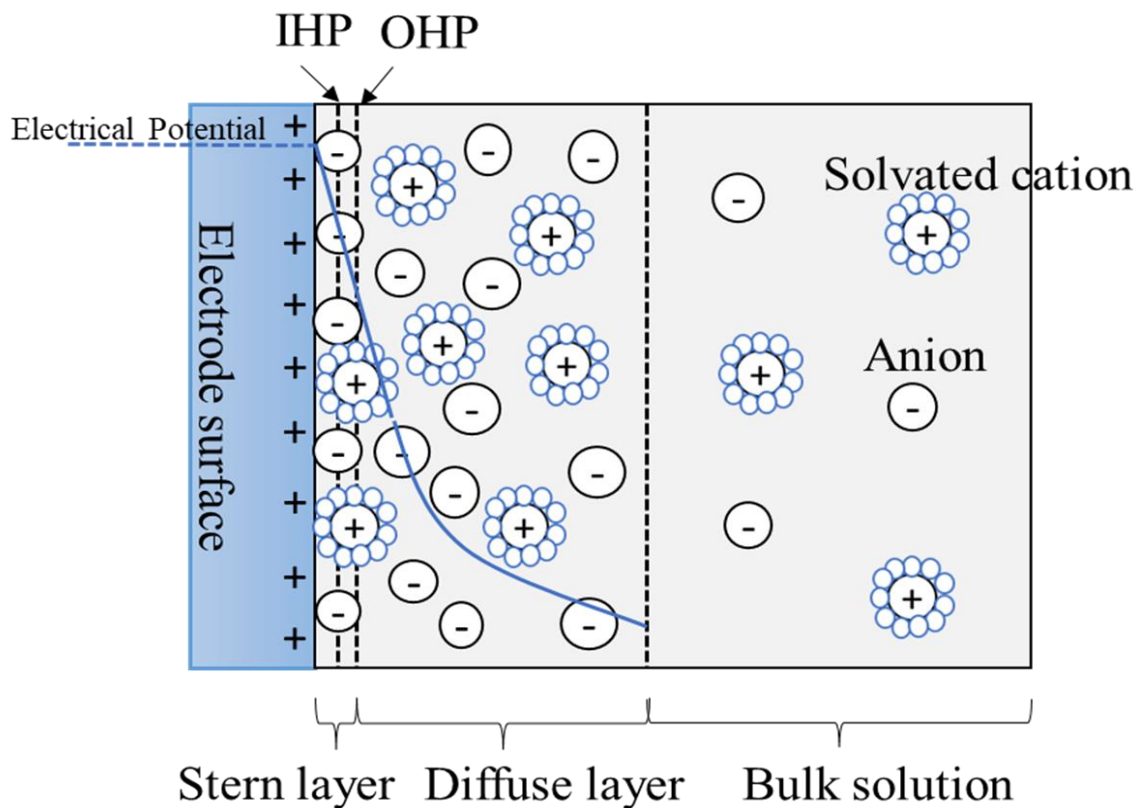 IHP OHP
Electrical Potential
Electrode surface
Solvated cation
Anion
Stern layer Diffuse layer Bulk solution